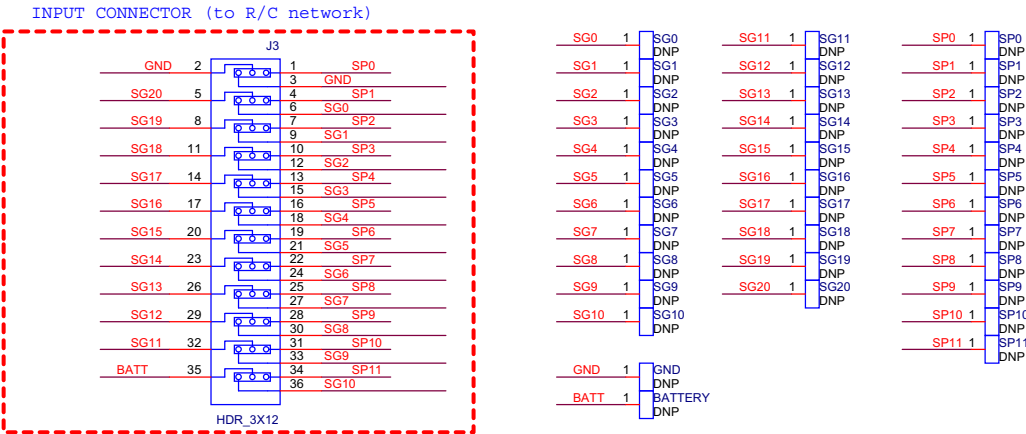 INPUT CONNECTOR (to R/C network)
J3
GND 2 1 SP0
3 GND
SG20 5 4 SP1
6 SG0
SG19 8 7 SP2
9 SG1
SG18 11 10 SP3
12 SG2
SG17 14 13 SP4
15 SG3
SG16 17 16 SP5
18 SG4
SG15 20 19 SP6
21 SG5
SG14 23 22 SP7
24 SG6
SG13 26 25 SP8
27 SG7
SG12 29 28 SP9
30 SG8
SG11 32 31 SP10
33 SG9
BATT 35 34 SP11
36 SG10
HDR_3X12
SG0 1 SG0
DNP
SG1 1 SG1
DNP
SG2 1 SG2
DNP
SG3 1 SG3
DNP
SG4 1 SG4
DNP
SG5 1 SG5
DNP
SG6 1 SG6
DNP
SG7 1 SG7
DNP
SG8 1 SG8
DNP
SG9 1 SG9
DNP
SG10 1 SG10
DNP
GND 1 GND
DNP
BATT 1 BATTERY
DNP
SG11 1 SG11
DNP
SG12 1 SG12
DNP
SG13 1 SG13
DNP
SG14 1 SG14
DNP
SG15 1 SG15
DNP
SG16 1 SG16
DNP
SG17 1 SG17
DNP
SG18 1 SG18
DNP
SG19 1 SG19
DNP
SG20 1 SG20
DNP
SP0 1 SP0
DNP
SP1 1 SP1
DNP
SP2 1 SP2
DNP
SP3 1 SP3
DNP
SP4 1 SP4
DNP
SP5 1 SP5
DNP
SP6 1 SP6
DNP
SP7 1 SP7
DNP
SP8 1 SP8
DNP
SP9 1 SP9
DNP
SP10 1 SP10
DNP
SP11 1 SP11
DNP